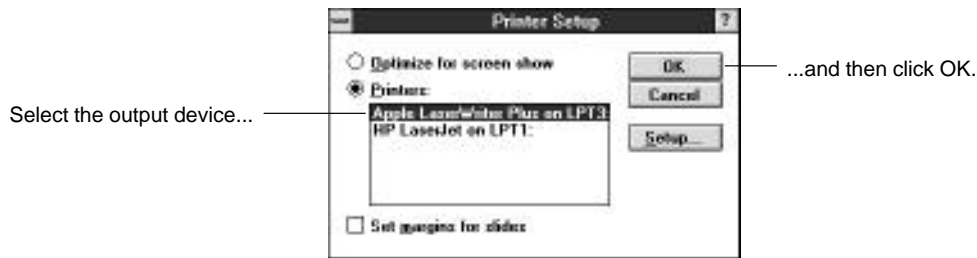 Printer Setup
?
Optimize for screen show
OK
...and then click OK.
Printers:
Cancel
Select the output device...
Apple LaserWriter Plus on LPT3:
HP LaserJet on LPT1:
Setup...
Set margins for slides